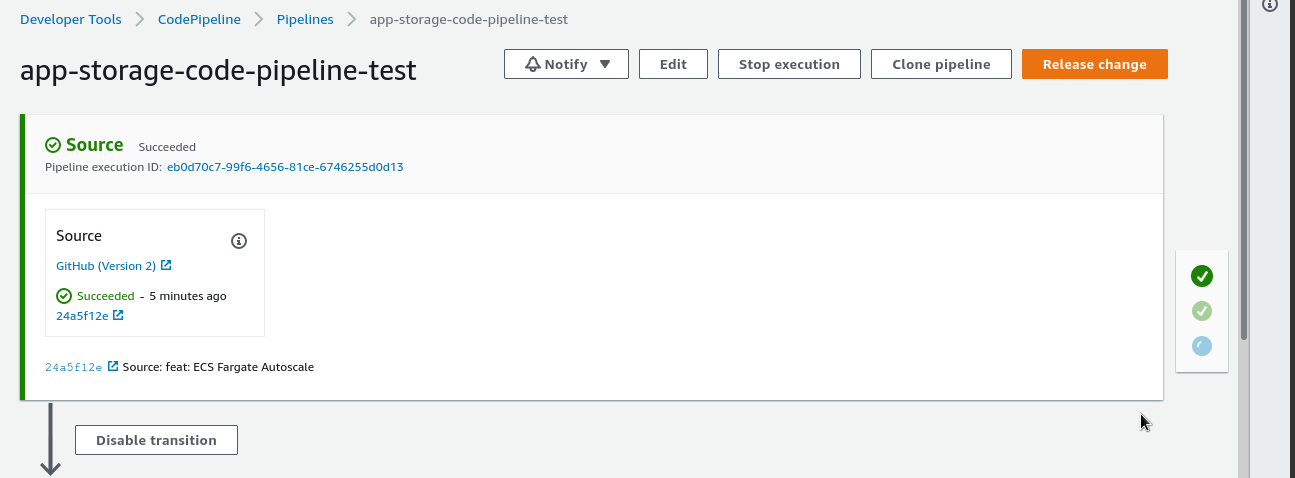 Developer Tools CodePipeline Pipelines app-storage-code-pipeline-test
app-storage-code-pipeline-test
Notify Edit Stop execution Clone pipeline Release change
Source Succeeded
Pipeline execution ID: eb0d70c7-99f6-4656-81ce-6746255d0d13
Source
GitHub (Version 2)
Succeeded - 5 minutes ago
24a5f12e
24a5f12e Source: feat: ECS Fargate Autoscale
Disable transition